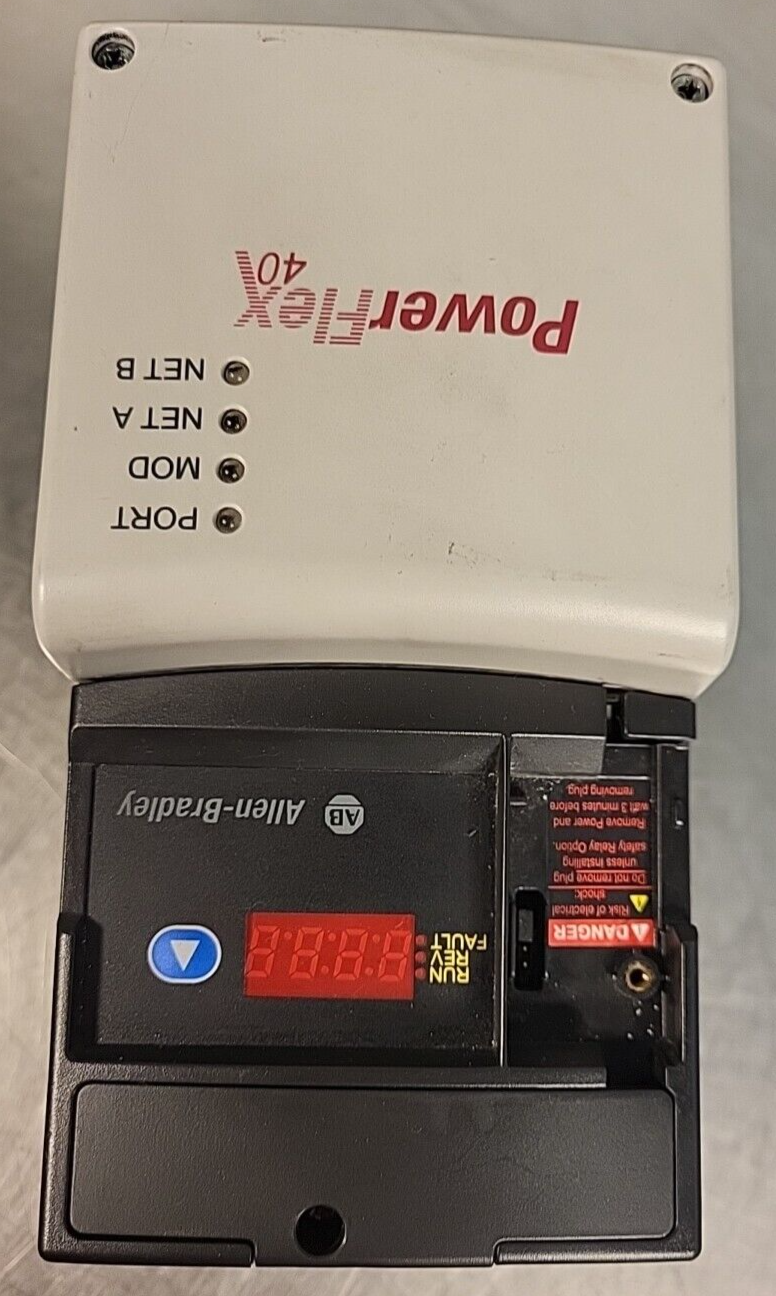 RUN
REV
FAULT
DANGER
Risk of electrical
shock:
Do not remove plug
unless installing
safety Relay Option.
Remove Power and
wait 3 minutes before
removing plug
AB Allen-Bradley
PORT
MOD
NET A
NET B
PowerFlex
40